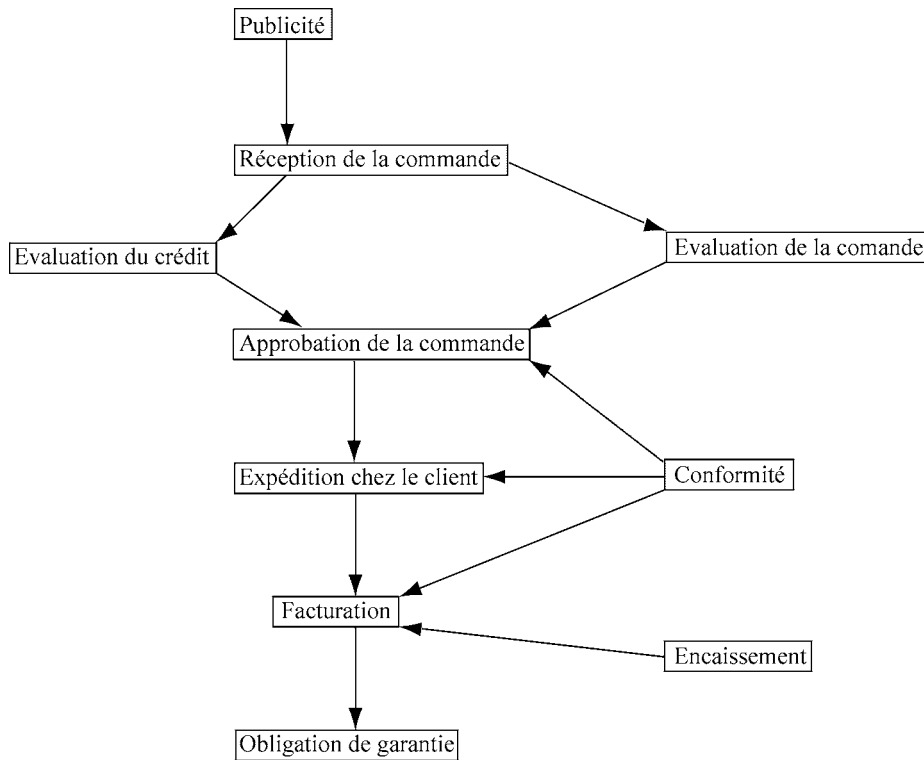 Publicité
Réception de la commande
Evaluation du crédit
Evaluation de la comande
Approbation de la commande
Expédition chez le client
Conformité
Facturation
Encaissement
Obligation de garantie